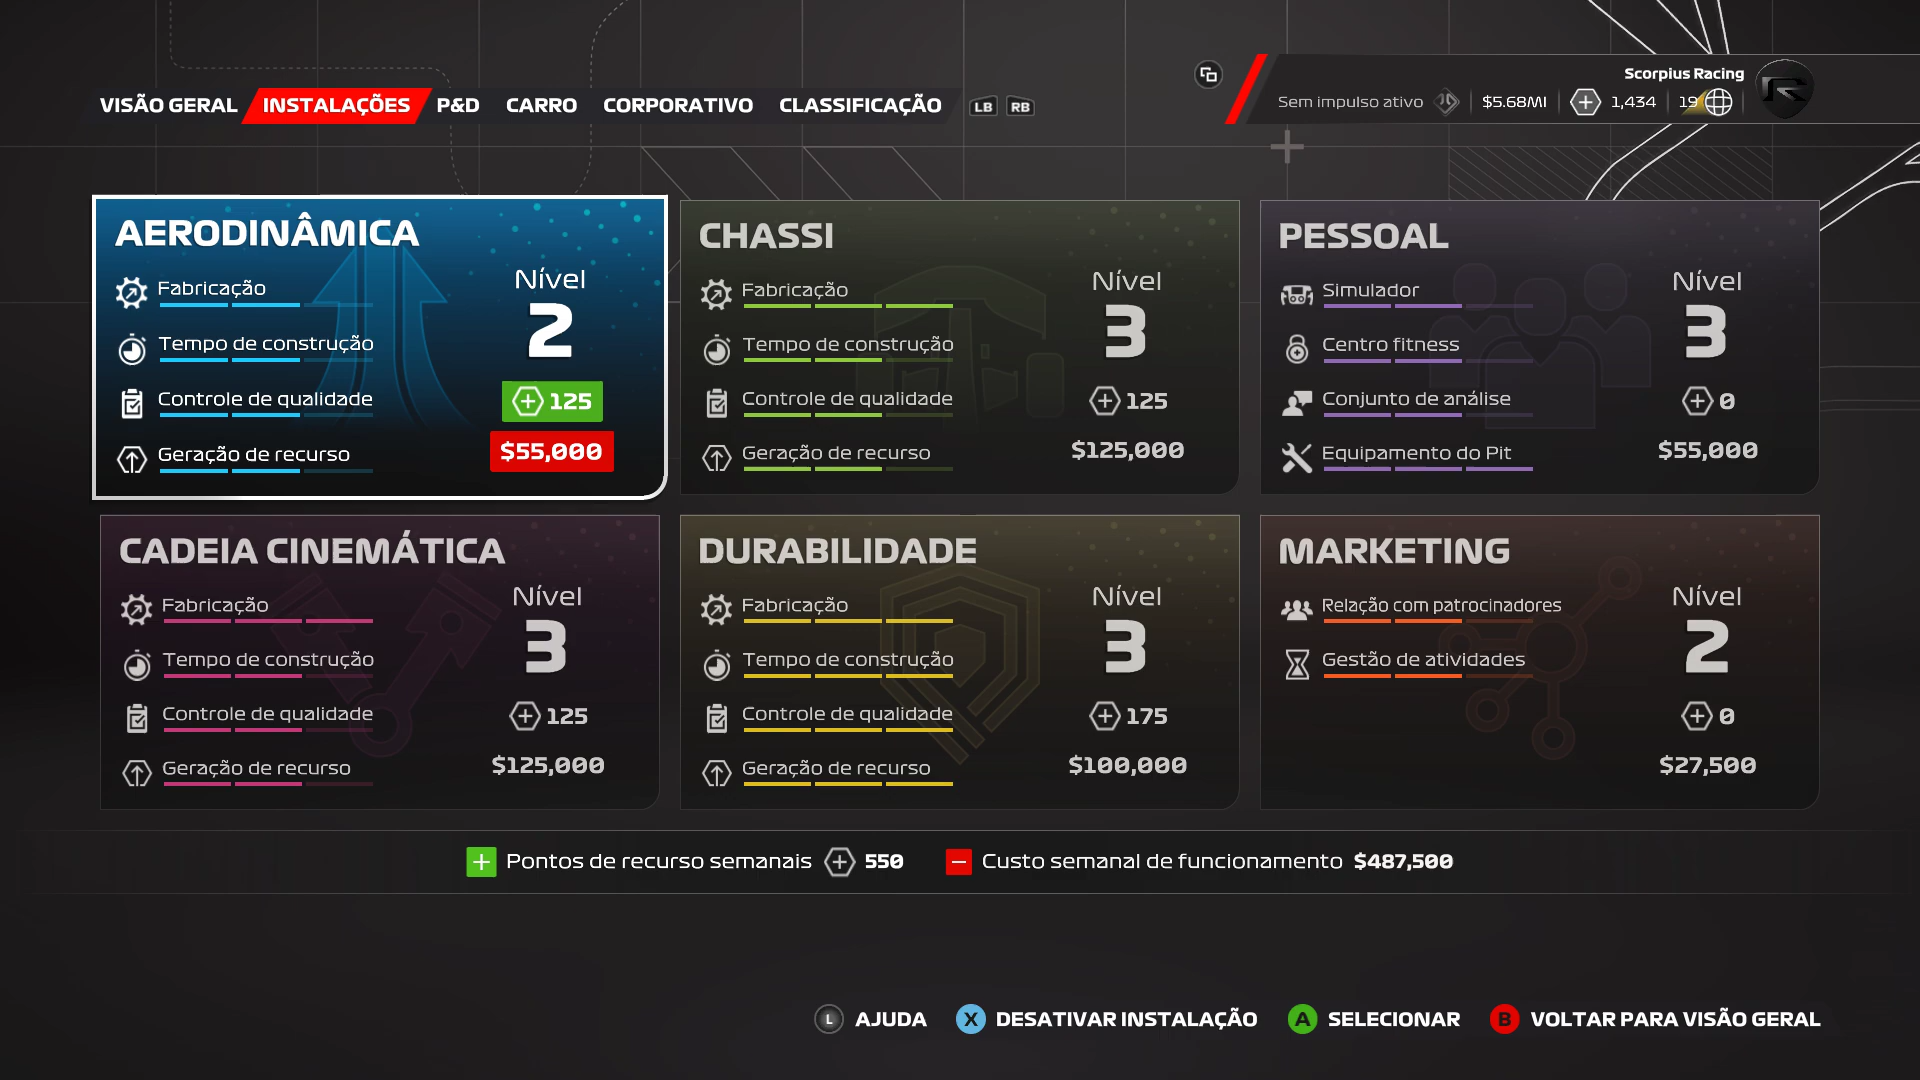 VISÃO GERAL INSTALAÇÕES P&D CARRO CORPORATIVO CLASSIFICAÇÃO LB RB
Scorpius Racing
Sem impulso ativo $5.68MI 1,434 19
AERODINÂMICA
Fabricação
Tempo de construção
Controle de qualidade
Geração de recurso
Nível
2
125
$55,000
CHASSI
Fabricação
Tempo de construção
Controle de qualidade
Geração de recurso
Nível
3
125
$125,000
PESSOAL
Simulador
Centro fitness
Conjunto de análise
Equipamento do Pit
Nível
3
0
$55,000
CADEIA CINEMÁTICA
Fabricação
Tempo de construção
Controle de qualidade
Geração de recurso
Nível
3
125
$125,000
DURABILIDADE
Fabricação
Tempo de construção
Controle de qualidade
Geração de recurso
Nível
3
175
$100,000
MARKETING
Relação com patrocinadores
Gestão de atividades
Nível
2
0
$27,500
Pontos de recurso semanais 550 Custo semanal de funcionamento $487,500
L AJUDA X DESATIVAR INSTALAÇÃO A SELECIONAR B VOLTAR PARA VISÃO GERAL